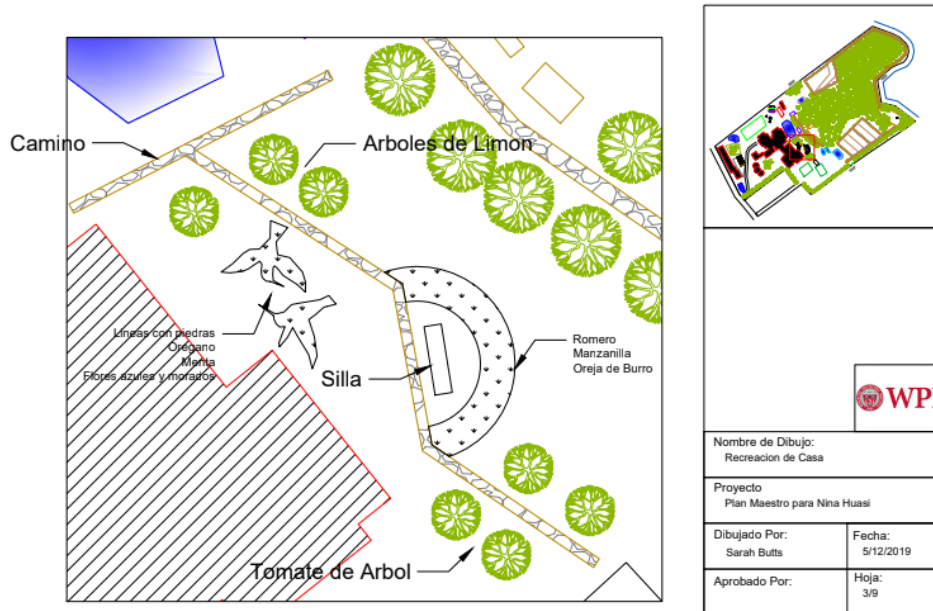 Camino
Arboles de Limon
Lineas con piedras
Oregano
Menta
Flores azules y morados
Silla
Romero
Manzanilla
Oreja de Burro
Tomate de Arbol
WPI
Nombre de Dibujo:
Recreacion de Casa
Proyecto
Plan Maestro para Nina Huasi
Dibujado Por:
Sarah Butts
Fecha:
5/12/2019
Aprobado Por:
Hoja:
3/9